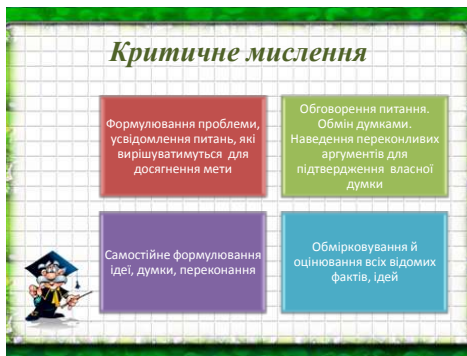 Критичне мислення
Формулювання проблеми,
усвідомлення питань, які
вирішуватимуться для
досягнення мети
Обговорення питання.
Обмін думками.
Наведення переконливих
аргументів для
підтвердження власної
думки
Самостійне формулювання
ідеї, думки, переконання
Обмірковування й
оцінювання всіх відомих
фактів, ідей